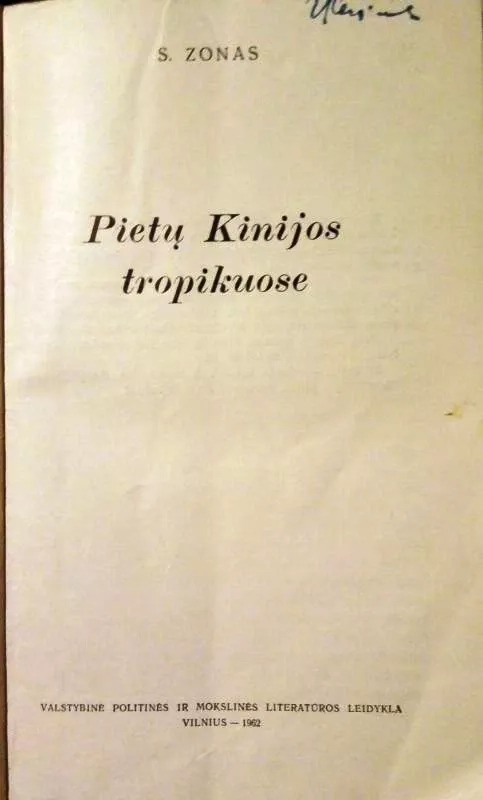 S. ZONAS
Pietų Kinijos
tropikuose
VALSTYBINĖ POLITINĖS IR MOKSLINĖS LITERATŪROS LEIDYKLA
VILNIUS — 1962